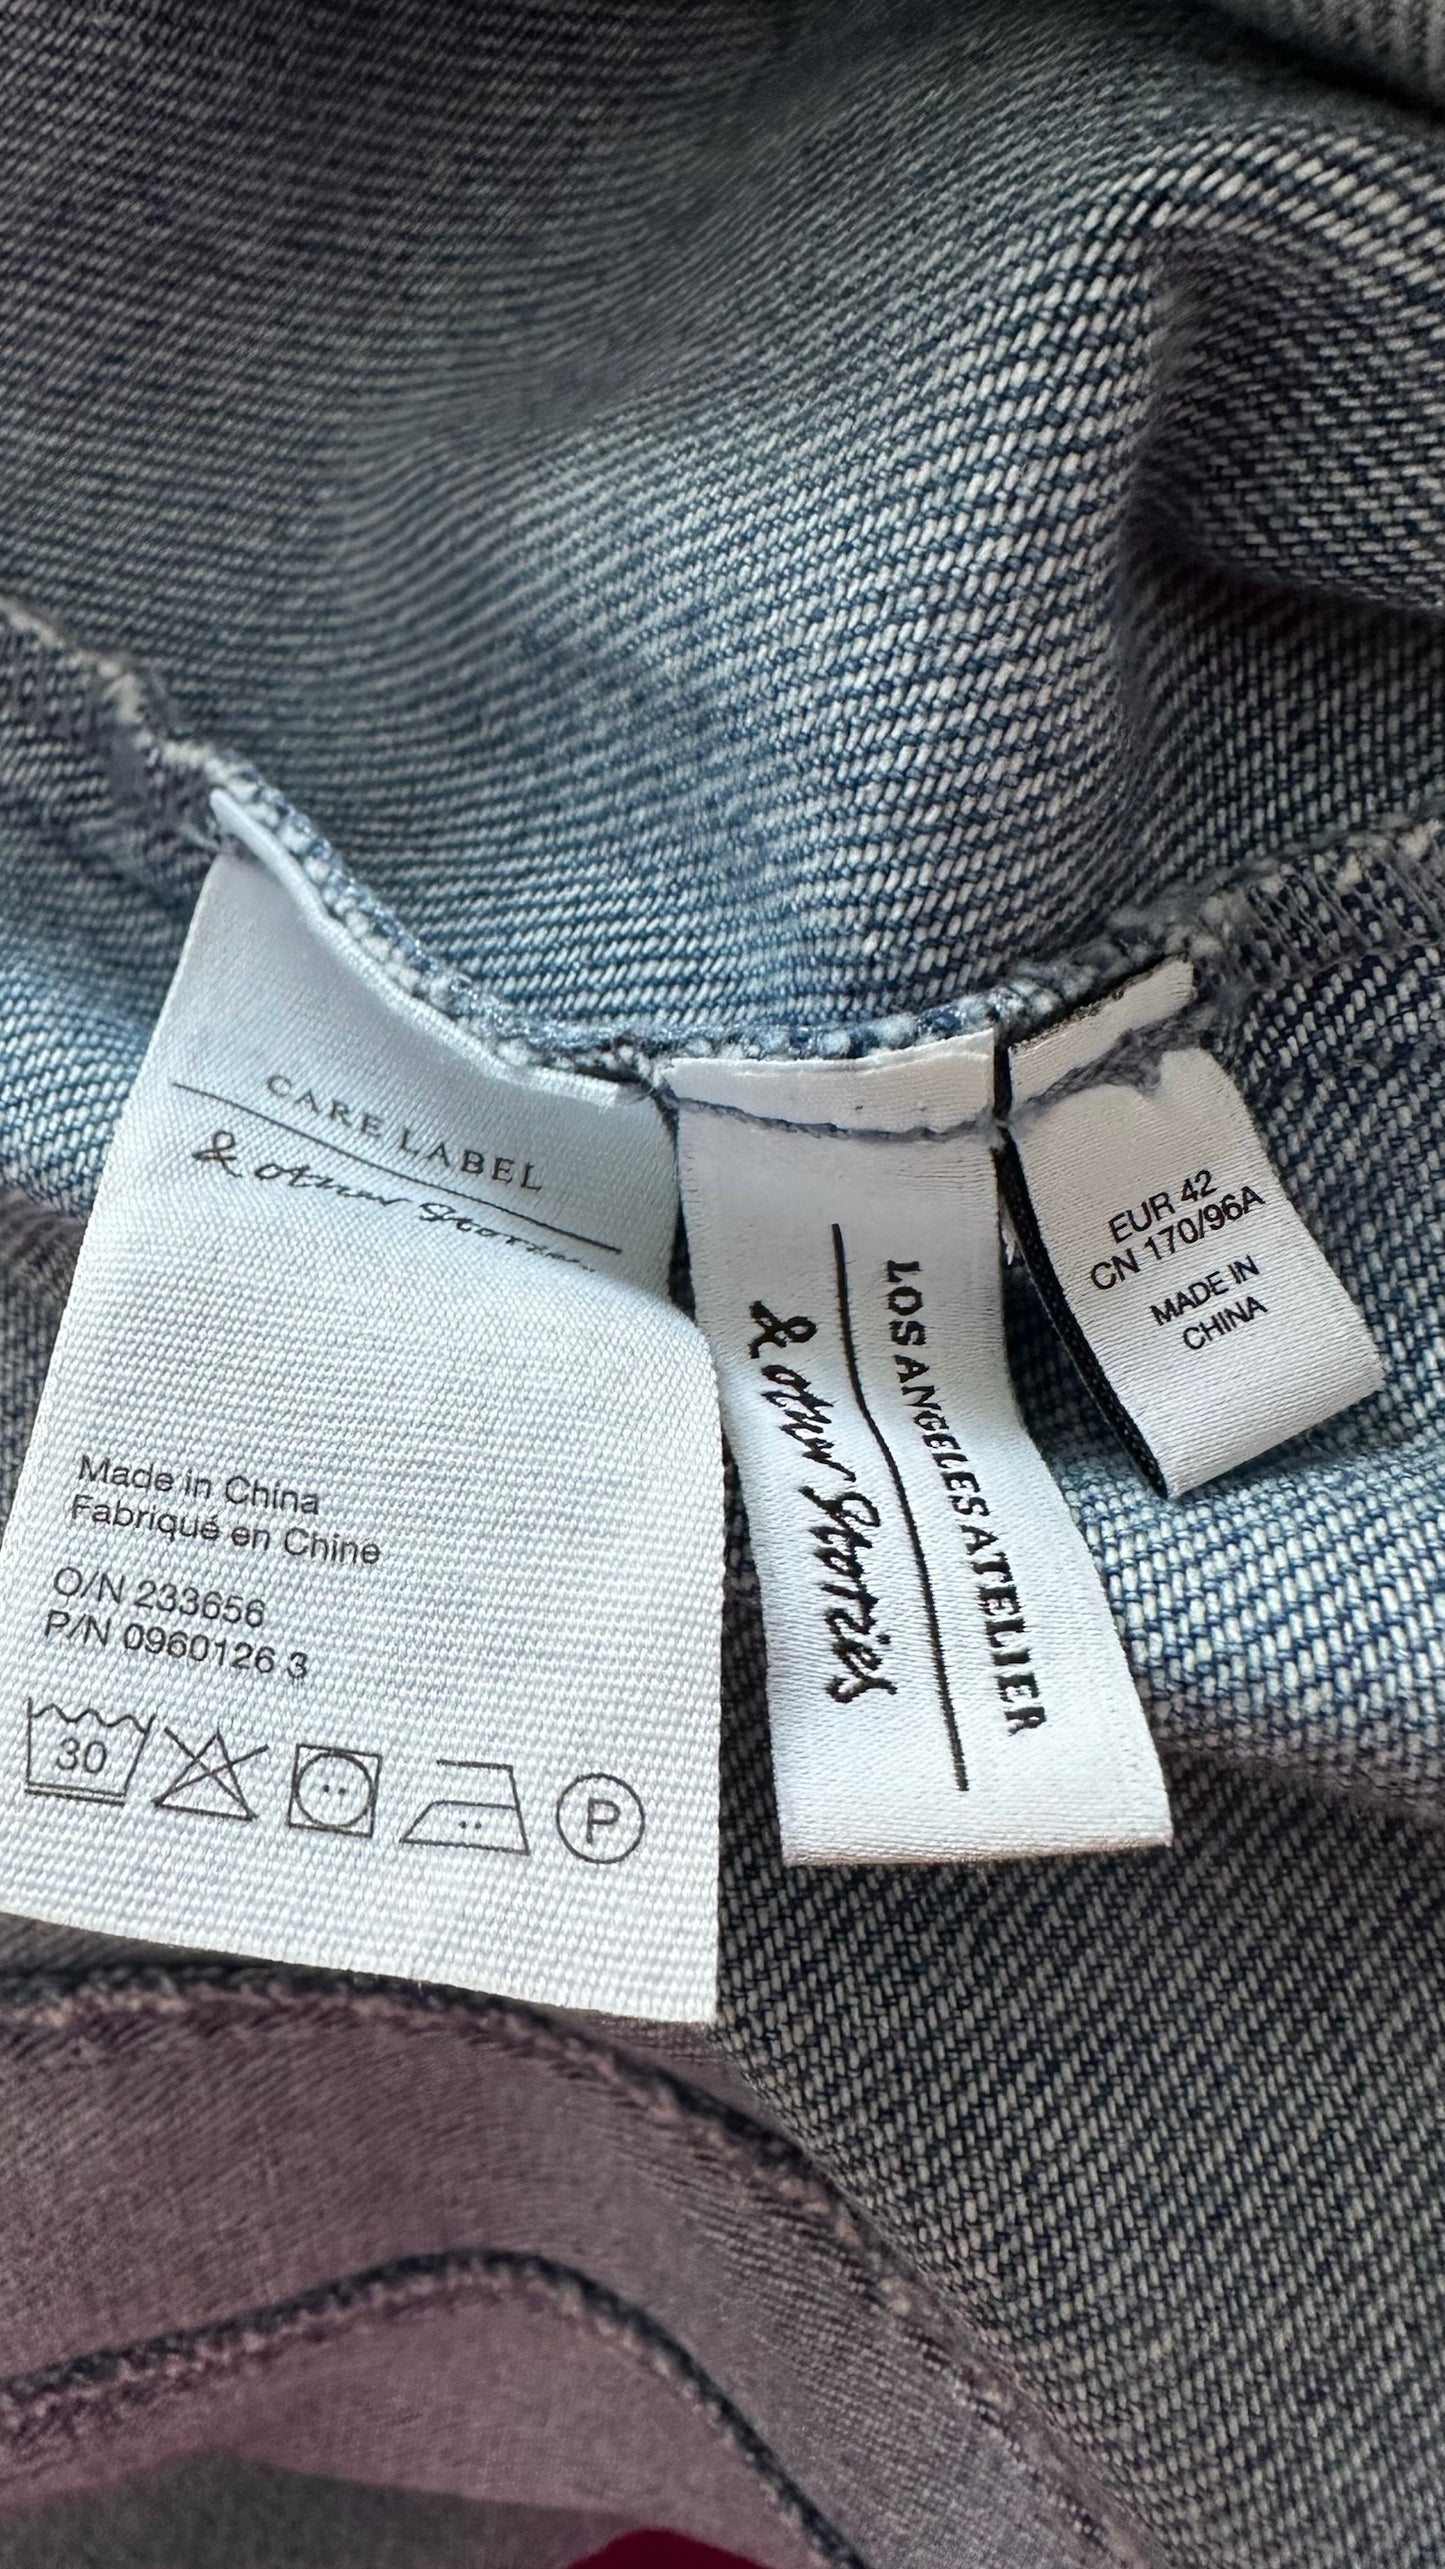 CARE LABEL
& other Stories
Made in China
Fabriqué en Chine
O/N 233656
P/N 0960126 3
30
P
LOS ANGELES ATELIER
& other Stories
EUR 42
CN 170/96A
MADE IN
CHINA